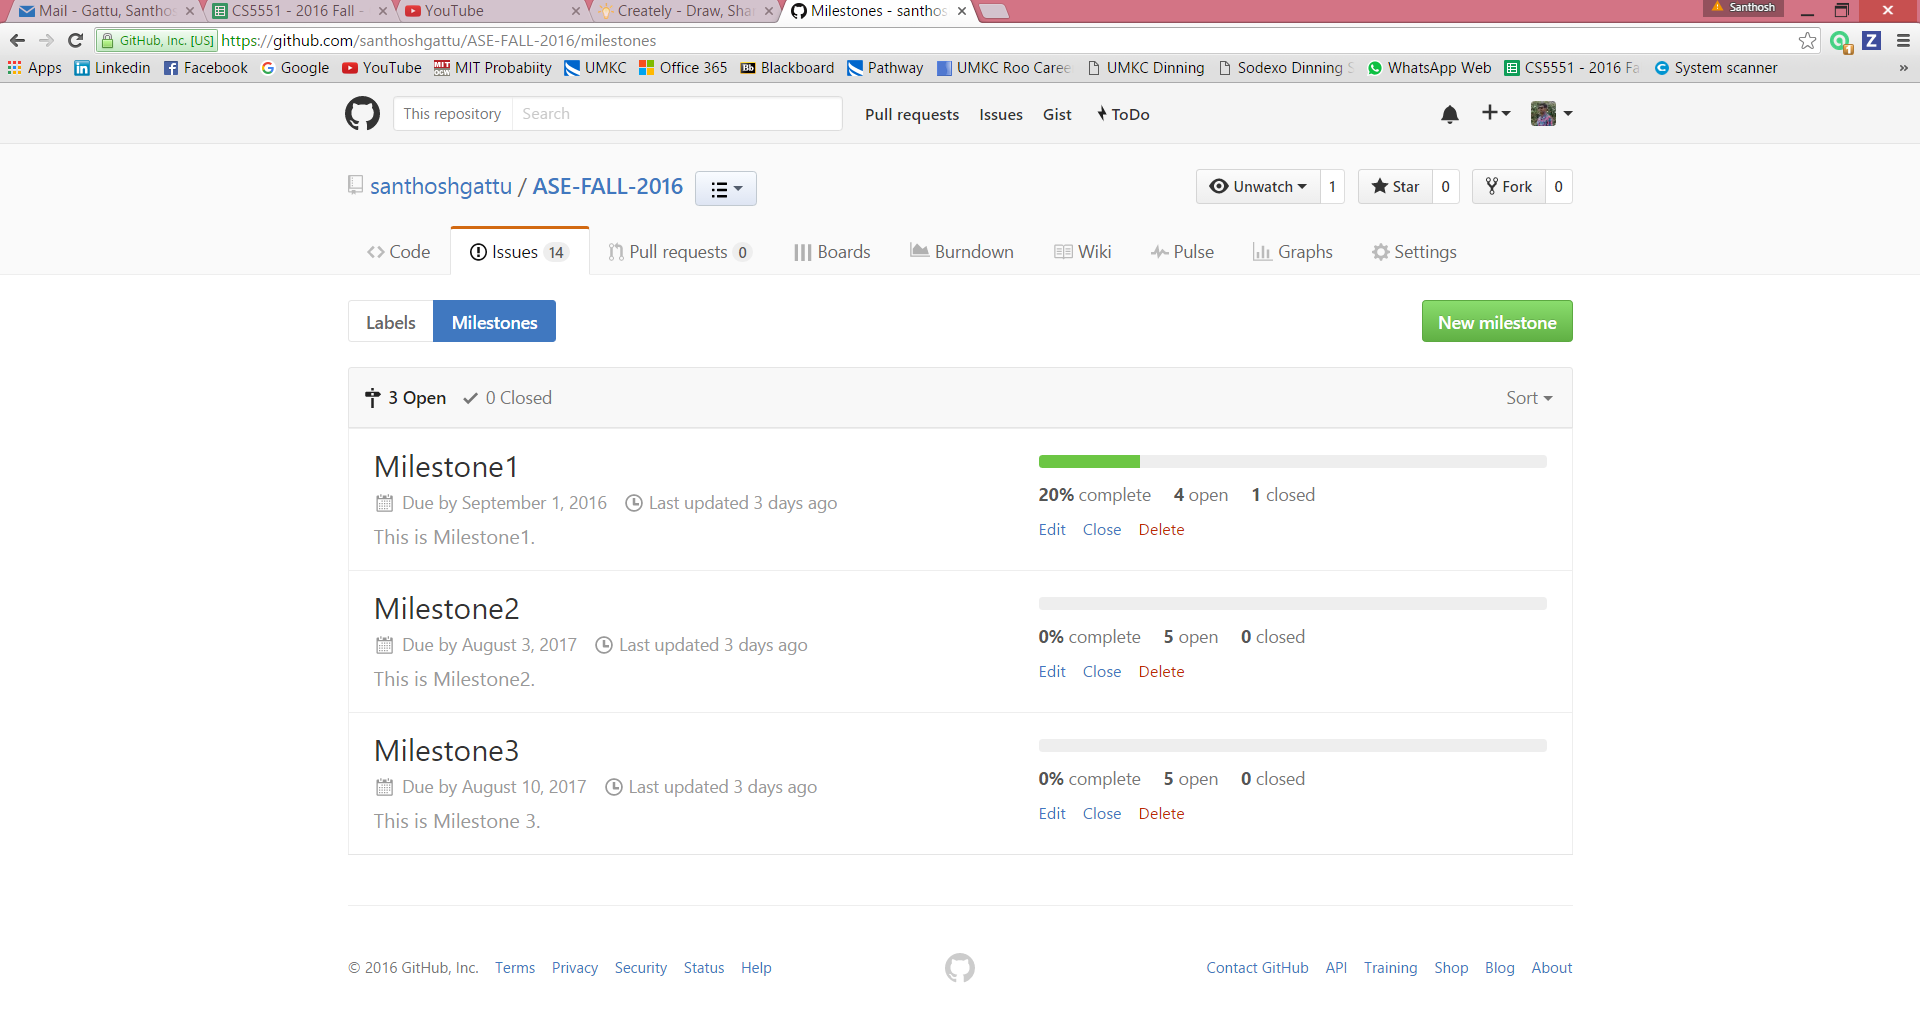 Mail - Gattu, Santhos CS5551 - 2016 Fall - YouTube Creately - Draw, Sha Milestones - santhos Santhosh
GitHub, Inc. [US] https://github.com/santhoshgattu/ASE-FALL-2016/milestones
Apps Linkedin Facebook Google YouTube MIT Probabiity UMKC Office 365 Blackboard Pathway UMKC Roo Caree UMKC Dinning Sodexo Dinning S WhatsApp Web CS5551 - 2016 Fa System scanner »
This repository Search Pull requests Issues Gist ToDo
santhoshgattu / ASE-FALL-2016 Unwatch 1 Star 0 Fork 0
Code Issues 14 Pull requests 0 Boards Burndown Wiki Pulse Graphs Settings
Labels Milestones New milestone
3 Open 0 Closed Sort
Milestone1
Due by September 1, 2016 Last updated 3 days ago
This is Milestone1.
20% complete 4 open 1 closed
Edit Close Delete
Milestone2
Due by August 3, 2017 Last updated 3 days ago
This is Milestone2.
0% complete 5 open 0 closed
Edit Close Delete
Milestone3
Due by August 10, 2017 Last updated 3 days ago
This is Milestone 3.
0% complete 5 open 0 closed
Edit Close Delete
© 2016 GitHub, Inc. Terms Privacy Security Status Help Contact GitHub API Training Shop Blog About